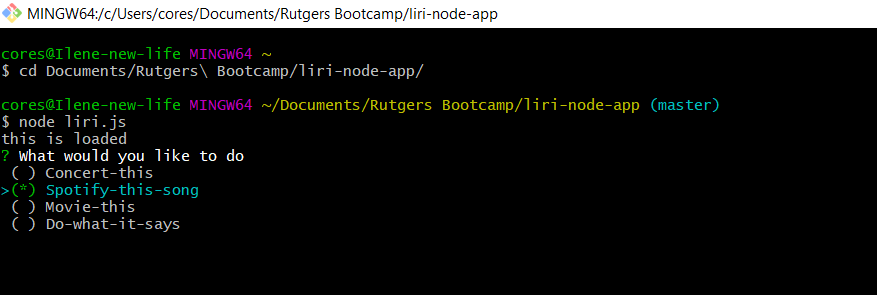 MINGW64:/c/Users/cores/Documents/Rutgers Bootcamp/liri-node-app
cores@Ilene-new-life MINGW64 ~
$ cd Documents/Rutgers\ Bootcamp/liri-node-app/
cores@Ilene-new-life MINGW64 ~/Documents/Rutgers Bootcamp/liri-node-app (master)
$ node liri.js
this is loaded
? What would you like to do
( ) Concert-this
>(*) Spotify-this-song
( ) Movie-this
( ) Do-what-it-says